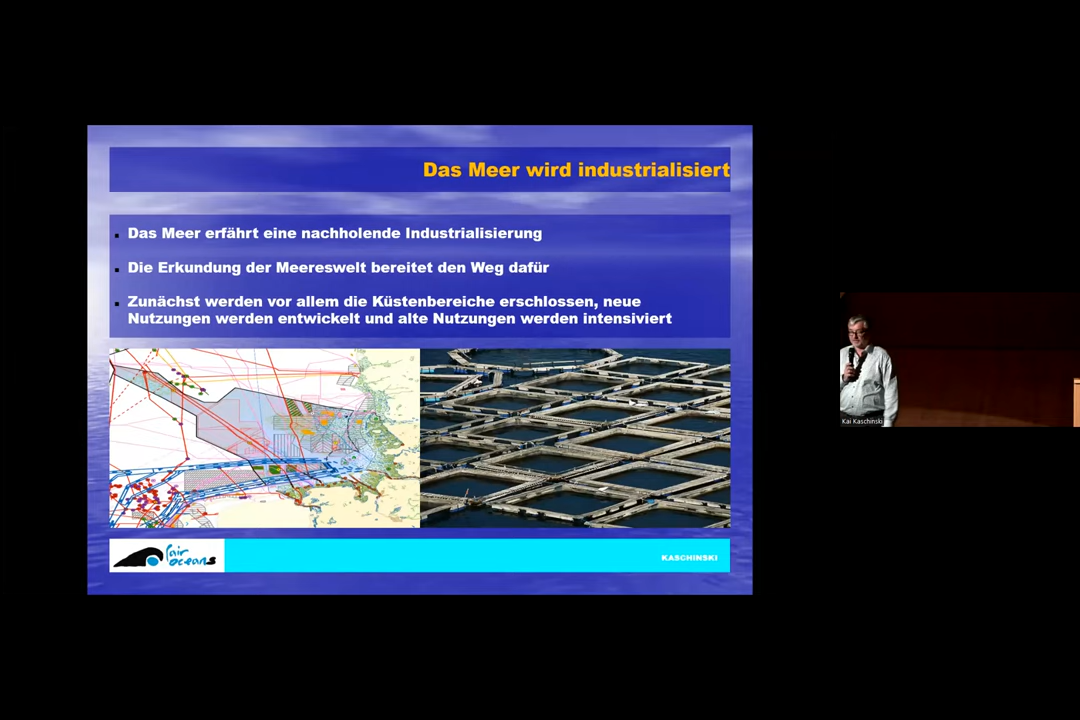 Das Meer wird industrialisiert
Das Meer erfährt eine nachholende Industrialisierung
Die Erkundung der Meereswelt bereitet den Weg dafür
Zunächst werden vor allem die Küstenbereiche erschlossen, neue
Nutzungen werden entwickelt und alte Nutzungen werden intensiviert
fair
oceans
KASCHINSKI
Kai Kaschinski